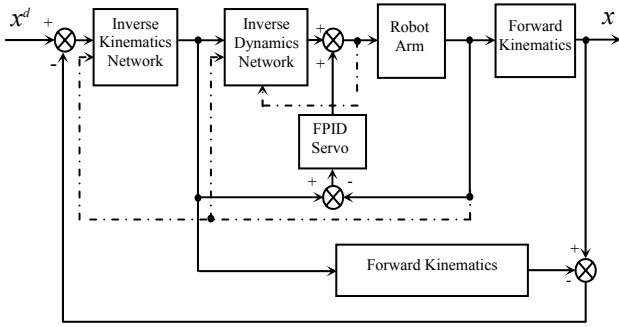 x^d
+
-
Inverse
Kinematics
Network
Inverse
Dynamics
Network
+
+
Robot
Arm
Forward
Kinematics
x
FPID
Servo
+
-
Forward Kinematics
+
-